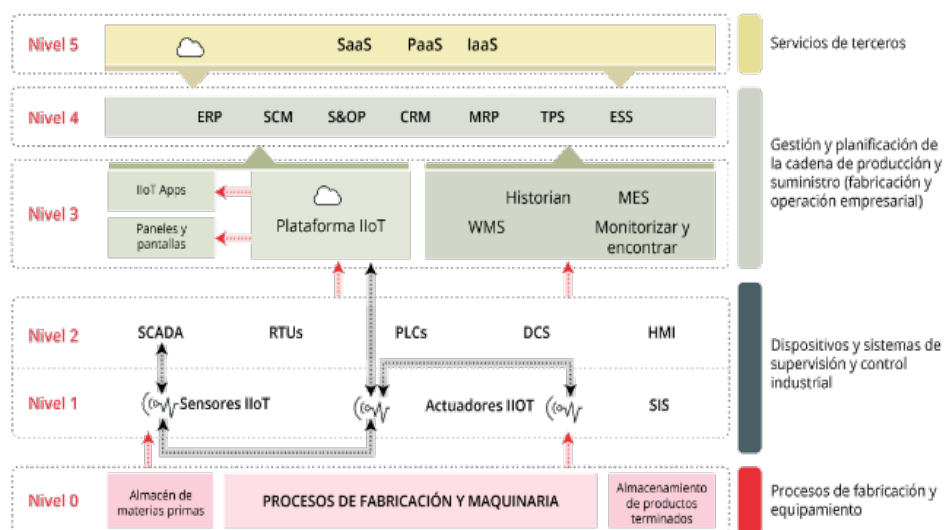 Nivel 5
SaaS PaaS IaaS
Servicios de terceros
Nivel 4
ERP SCM S&OP CRM MRP TPS ESS
Gestión y planificación de
la cadena de producción y
suministro (fabricación y
operación empresarial)
Nivel 3
IIoT Apps
Paneles y
pantallas
Plataforma IIoT
Historian MES
WMS Monitorizar y
encontrar
Nivel 2
SCADA RTUs PLCs DCS HMI
Dispositivos y sistemas de
supervisión y control
industrial
Nivel 1
Sensores IIoT Actuadores IIOT SIS
Nivel 0
Almacén de
materias primas
PROCESOS DE FABRICACIÓN Y MAQUINARIA
Almacenamiento
de productos
terminados
Procesos de fabricación y
equipamiento